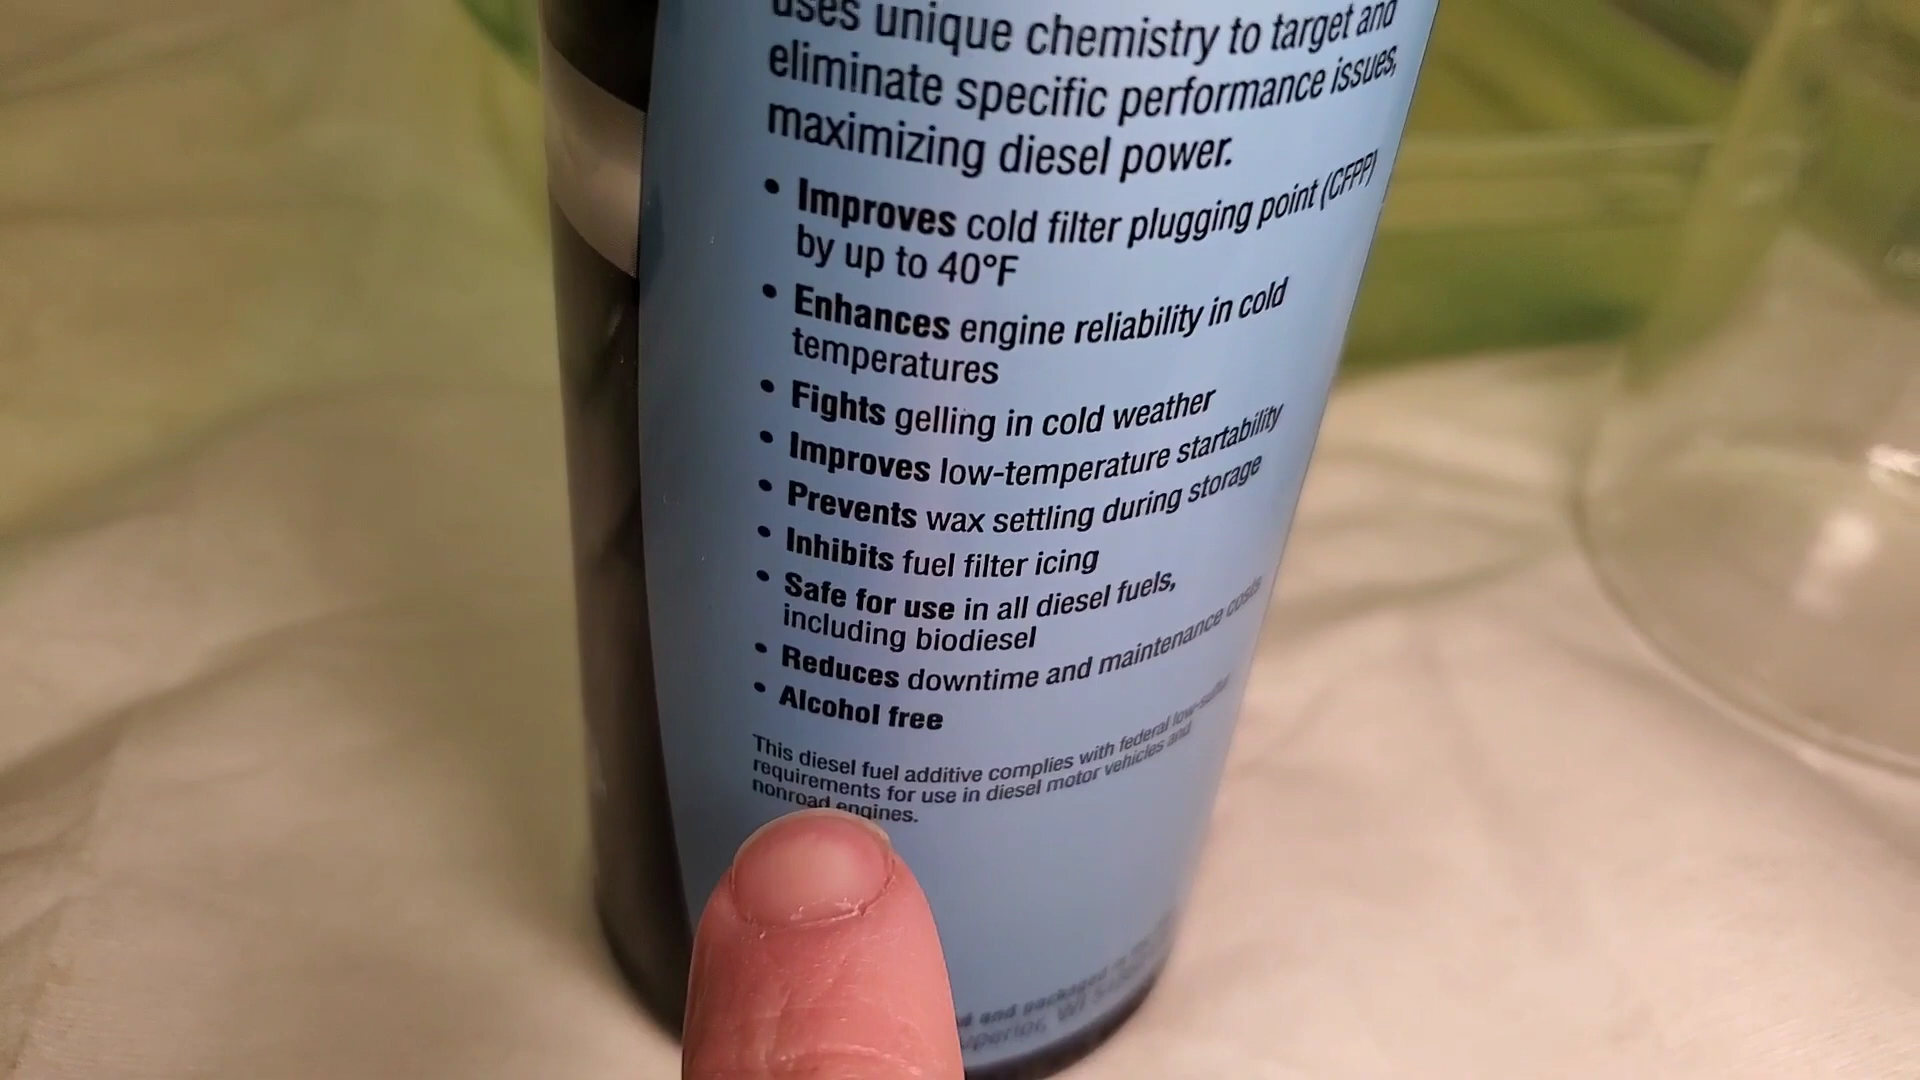 uses unique chemistry to target and
eliminate specific performance issues,
maximizing diesel power.
• Improves cold filter plugging point (CFPP)
by up to 40°F
• Enhances engine reliability in cold
temperatures
• Fights gelling in cold weather
• Improves low-temperature startability
• Prevents wax settling during storage
• Inhibits fuel filter icing
• Safe for use in all diesel fuels,
including biodiesel
• Reduces downtime and maintenance costs
• Alcohol free
This diesel fuel additive complies with federal low-sulfur
requirements for use in diesel motor vehicles and
nonroad engines.
and packaged
WI